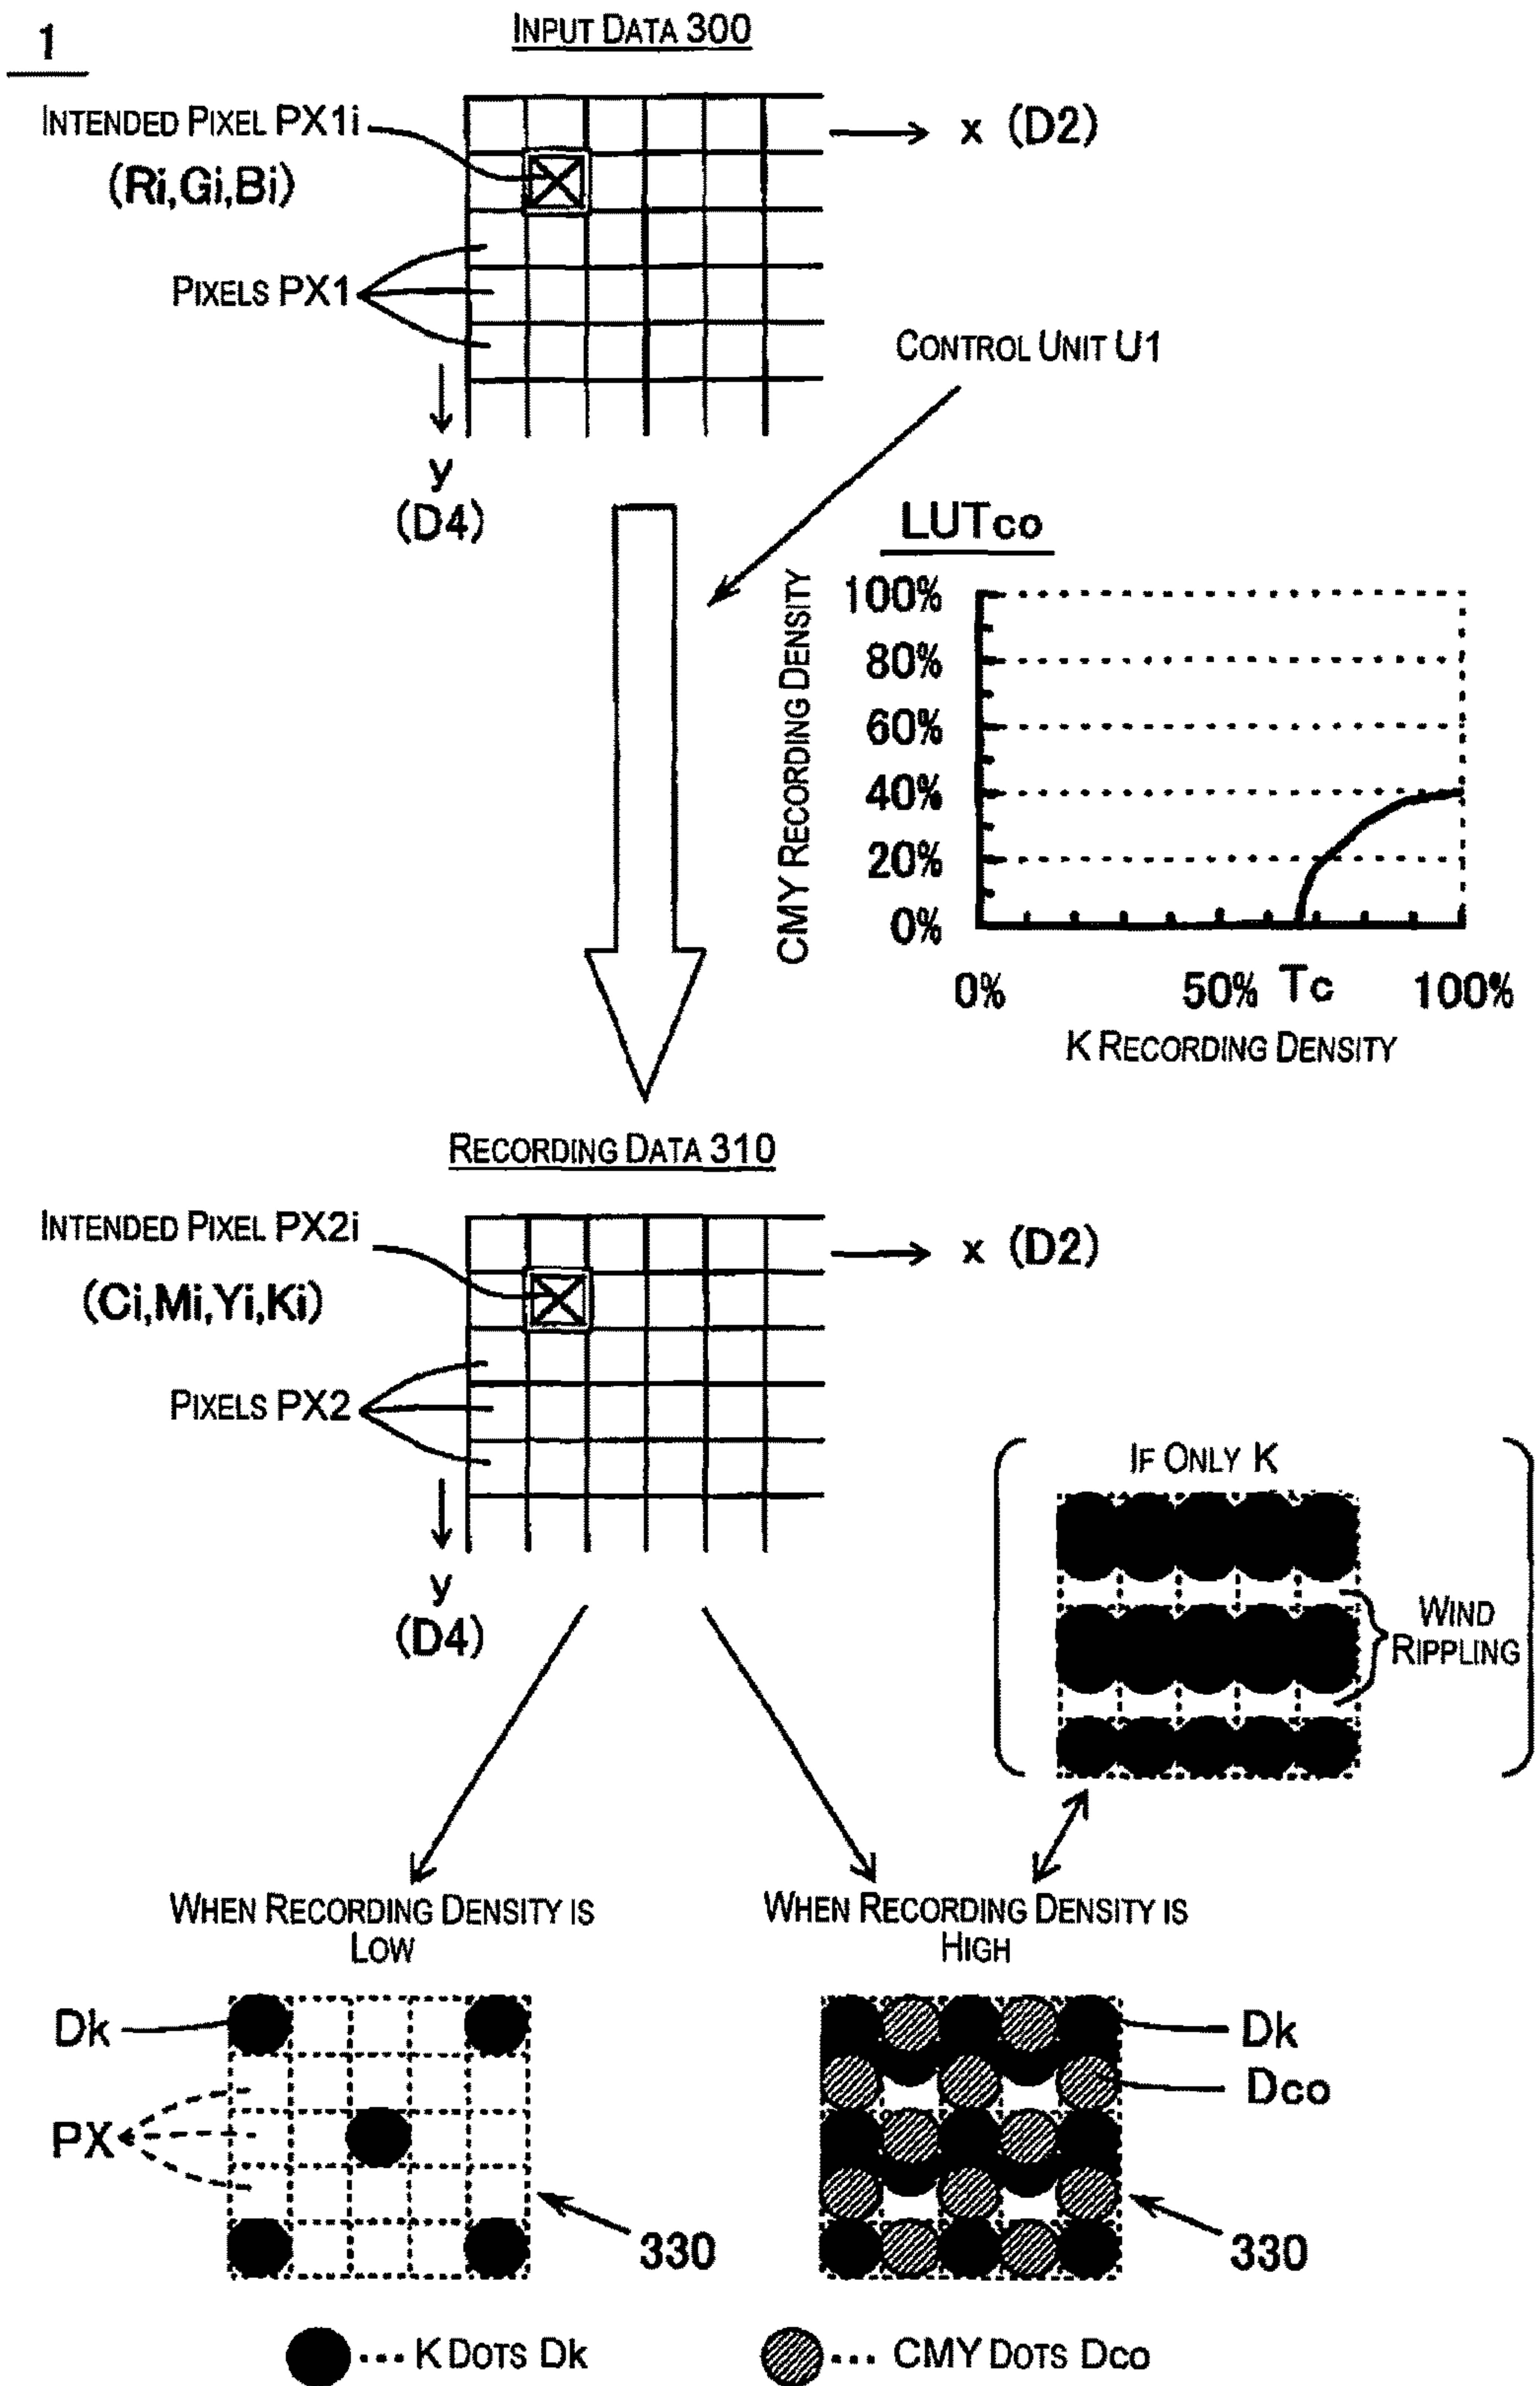 1
INPUT DATA 300
INTENDED PIXEL PX1i
(Ri,Gi,Bi)
x (D2)
PIXELS PX1
y
(D4)
CONTROL UNIT U1
LUTco
CMY RECORDING DENSITY
100%
80%
60%
40%
20%
0%
0%
50%
Tc
100%
K RECORDING DENSITY
RECORDING DATA 310
INTENDED PIXEL PX2i
(Ci,Mi,Yi,Ki)
x (D2)
PIXELS PX2
y
(D4)
IF ONLY K
WIND
RIPPLING
WHEN RECORDING DENSITY IS
LOW
WHEN RECORDING DENSITY IS
HIGH
Dk
PX
330
Dk
Dco
330
... K DOTS Dk
... CMY DOTS Dco